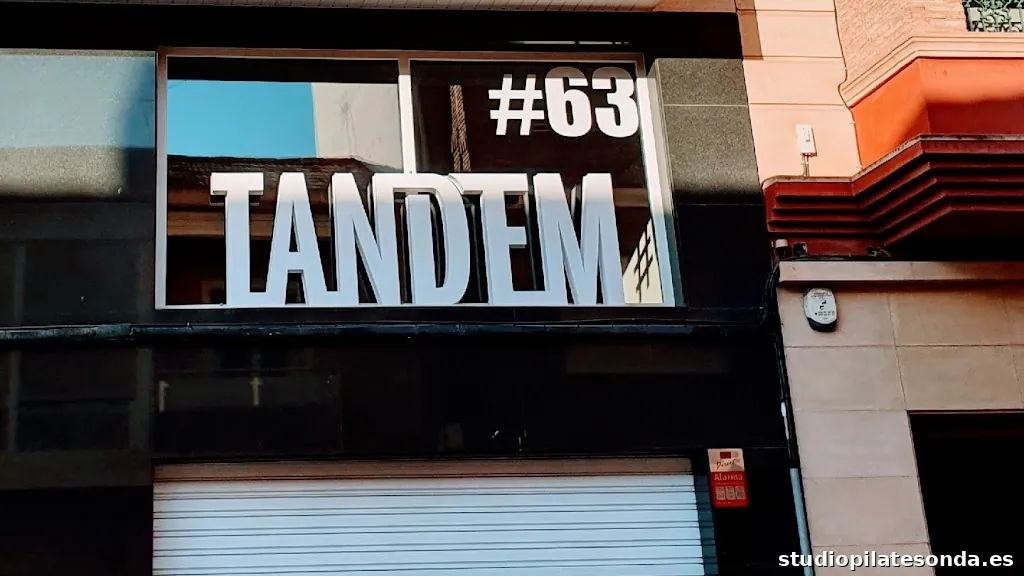 #63
TANDEM
Alarma
studiopilatesonda.es